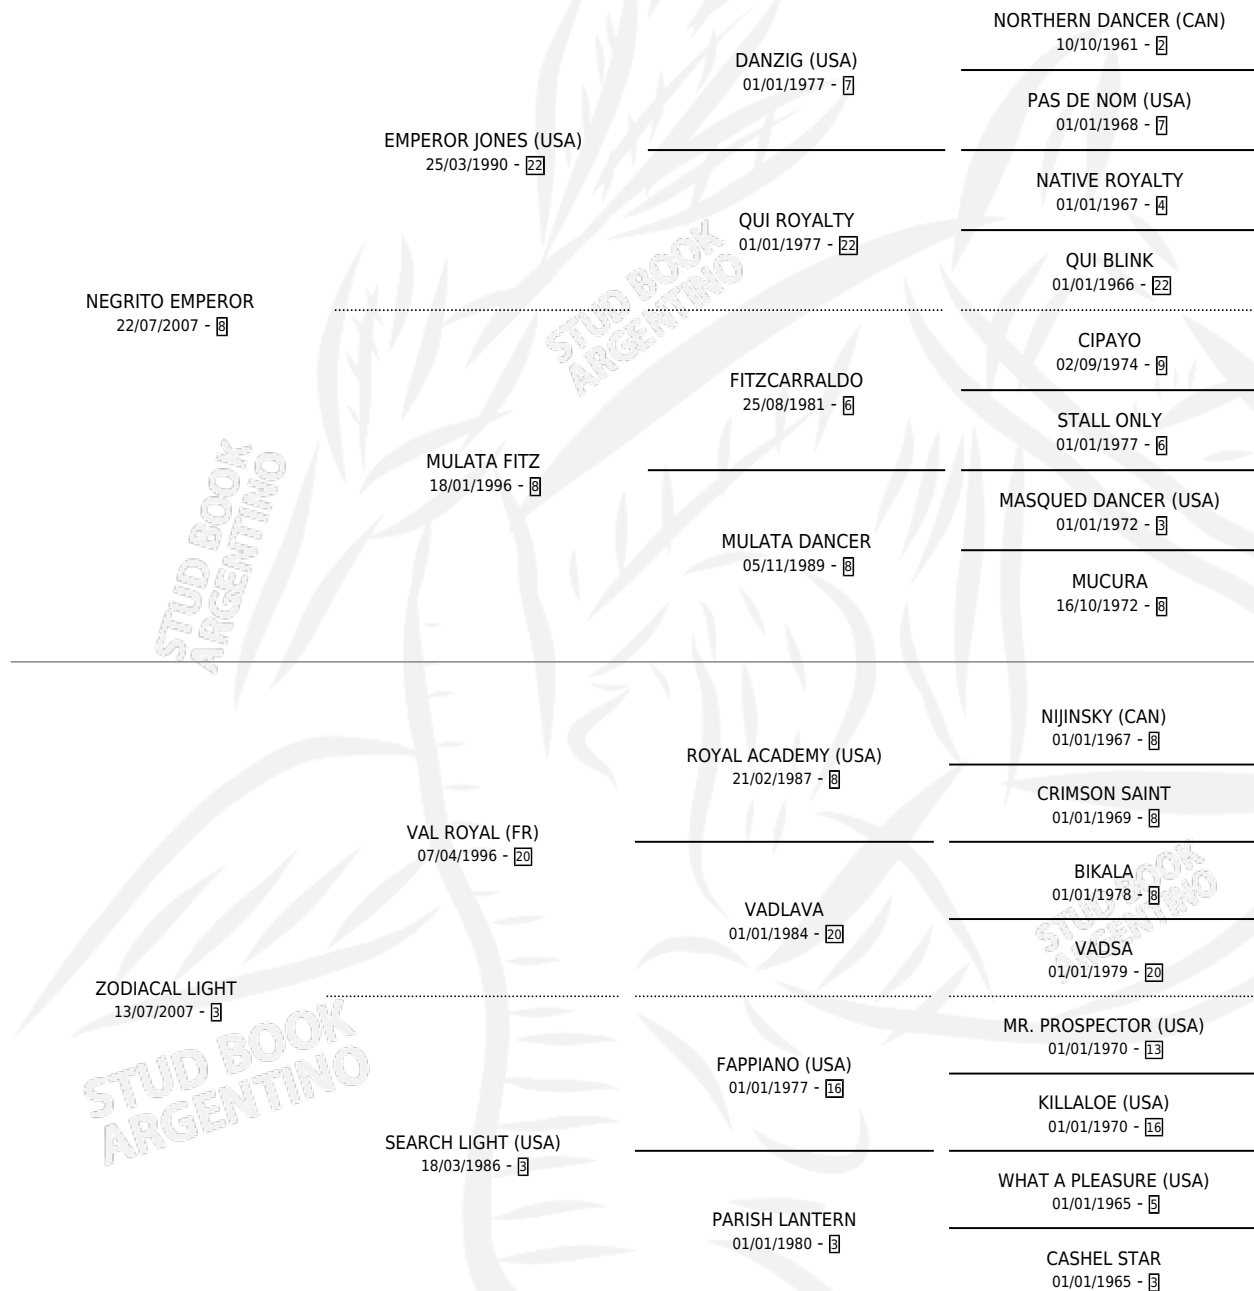 NORTHERN DANCER (CAN)
10/10/1961 - 2
DANZIG (USA)
01/01/1977 - 7
PAS DE NOM (USA)
01/01/1968 - 7
EMPEROR JONES (USA)
25/03/1990 - 22
NATIVE ROYALTY
01/01/1967 - 4
QUI ROYALTY
01/01/1977 - 22
QUI BLINK
01/01/1966 - 22
NEGRITO EMPEROR
22/07/2007 - 8
CIPAYO
02/09/1974 - 9
FITZCARRALDO
25/08/1981 - 6
STALL ONLY
01/01/1977 - 6
MULATA FITZ
18/01/1996 - 8
MASQUED DANCER (USA)
01/01/1972 - 3
MULATA DANCER
05/11/1989 - 8
MUCURA
16/10/1972 - 8
NIJINSKY (CAN)
01/01/1967 - 8
ROYAL ACADEMY (USA)
21/02/1987 - 8
CRIMSON SAINT
01/01/1969 - 8
VAL ROYAL (FR)
07/04/1996 - 20
BIKALA
01/01/1978 - 8
VADLAVA
01/01/1984 - 20
VADSA
01/01/1979 - 20
ZODIACAL LIGHT
13/07/2007 - 3
MR. PROSPECTOR (USA)
01/01/1970 - 13
FAPPIANO (USA)
01/01/1977 - 16
KILLALOE (USA)
01/01/1970 - 16
SEARCH LIGHT (USA)
18/03/1986 - 3
WHAT A PLEASURE (USA)
01/01/1965 - 5
PARISH LANTERN
01/01/1980 - 3
CASHEL STAR
01/01/1965 - 3
STUD BOOK
ARGENTINO
STUD BOOK
ARGENTINO
STUD BOOK
ARGENTINO
STUD BOOK
ARGENTINO